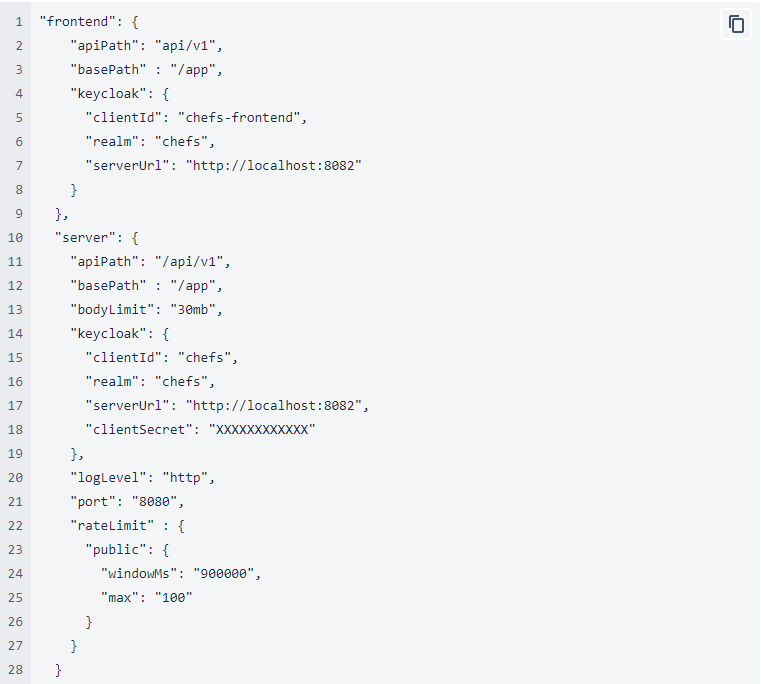 1 "frontend": {
2     "apiPath": "api/v1",
3     "basePath" : "/app",
4     "keycloak": {
5       "clientId": "chefs-frontend",
6       "realm": "chefs",
7       "serverUrl": "http://localhost:8082"
8     }
9   },
10   "server": {
11     "apiPath": "/api/v1",
12     "basePath" : "/app",
13     "bodyLimit": "30mb",
14     "keycloak": {
15       "clientId": "chefs",
16       "realm": "chefs",
17       "serverUrl": "http://localhost:8082",
18       "clientSecret": "XXXXXXXXXXXX"
19     },
20     "logLevel": "http",
21     "port": "8080",
22     "rateLimit" : {
23       "public": {
24         "windowMs": "900000",
25         "max": "100"
26       }
27     }
28   }